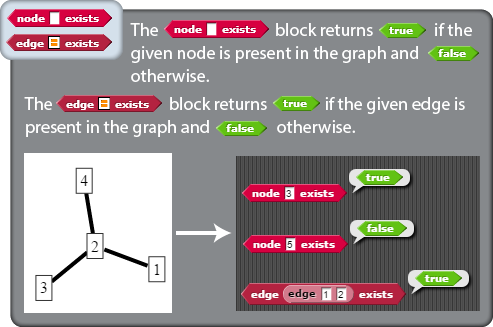 node exists
edge exists
The node exists block returns true if the
given node is present in the graph and false
otherwise.
The edge exists block returns true if the given edge is
present in the graph and false otherwise.
4
2
3
1
true
node 3 exists
false
node 5 exists
true
edge edge 1 2 exists